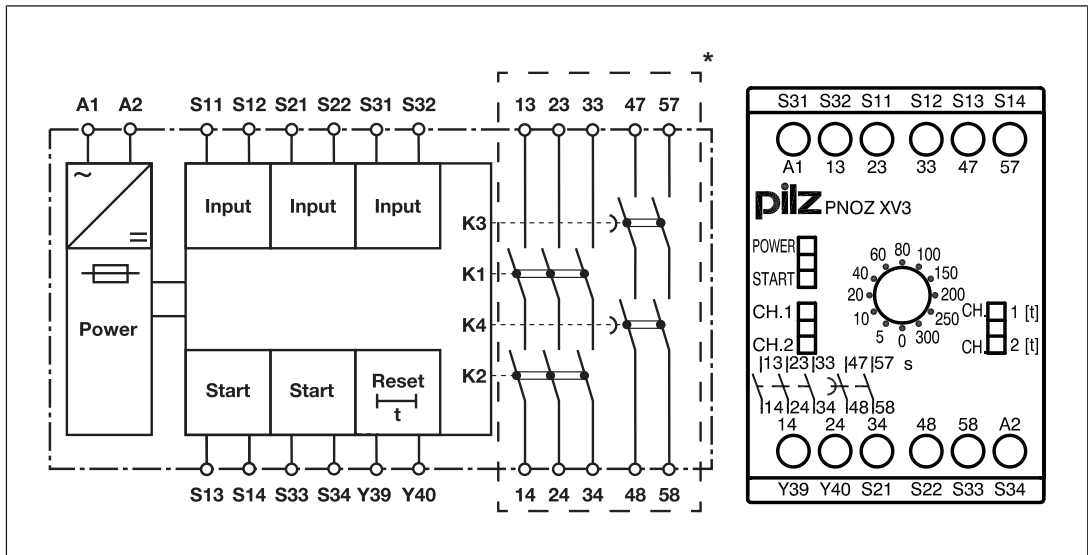 *
A1 A2 S11 S12 S21 S22 S31 S32 13 23 33 47 57
~
=
Input Input Input
K3
K1
K4
K2
Power
Start Start Reset
t
S13 S14 S33 S34 Y39 Y40 14 24 34 48 58
S31 S32 S11 S12 S13 S14
A1 13 23 33 47 57
pilz PNOZ XV3
POWER
START
CH.1
CH.2
0 5 10 20 40 60 80 100 150 200 250 300
s
CH. 1 [t]
CH. 2 [t]
13 23 33 47 57
14 24 34 48 58
14 24 34 48 58 A2
Y39 Y40 S21 S22 S33 S34